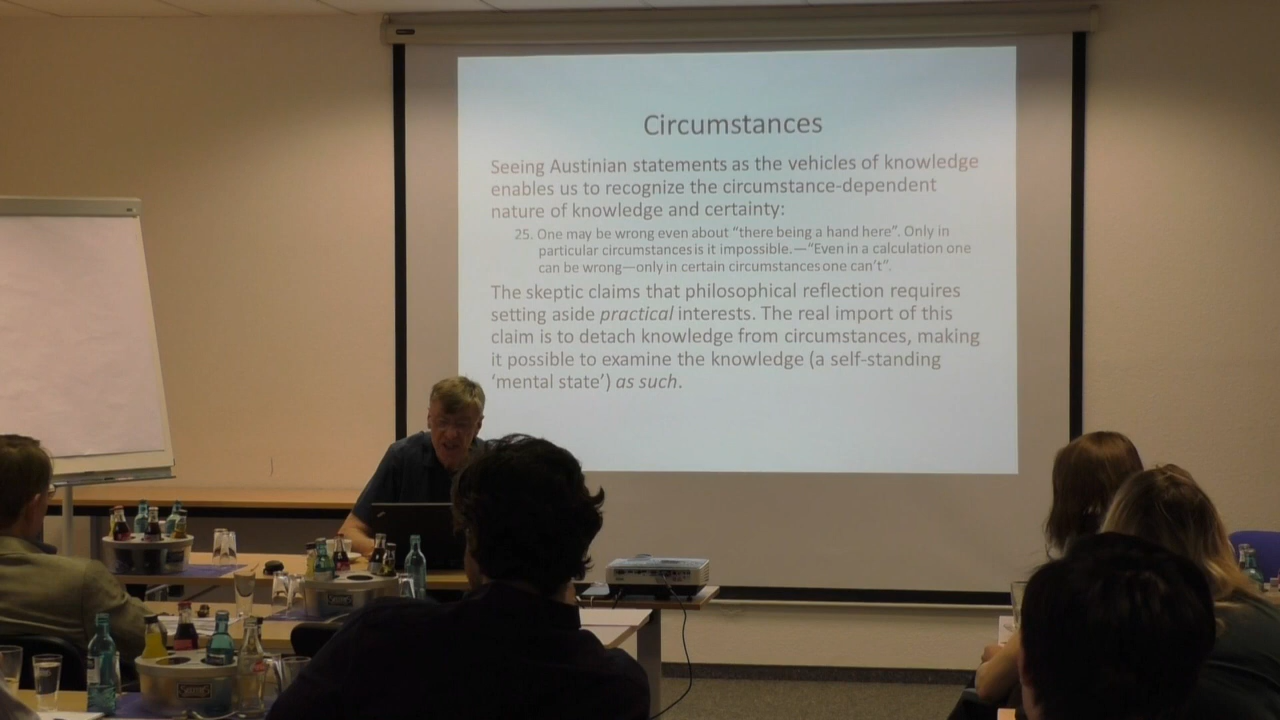 Circumstances
Seeing Austinian statements as the vehicles of knowledge
enables us to recognize the circumstance-dependent
nature of knowledge and certainty:
25. One may be wrong even about “there being a hand here”. Only in
particular circumstances is it impossible.—“Even in a calculation one
can be wrong—only in certain circumstances one can’t”.
The skeptic claims that philosophical reflection requires
setting aside practical interests. The real import of this
claim is to detach knowledge from circumstances, making
it possible to examine the knowledge (a self-standing
‘mental state’) as such.